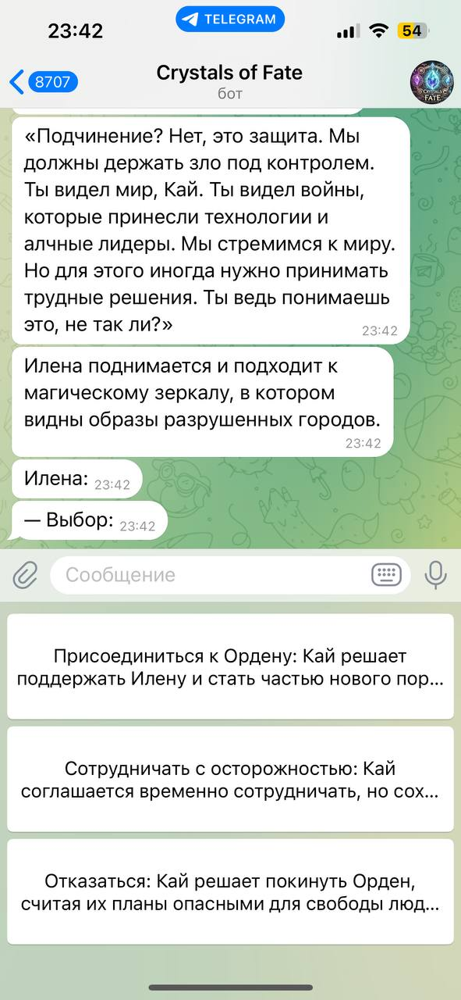 23:42
TELEGRAM
54
8707
Crystals of Fate
бот
CRYSTALS
FATE
«Подчинение? Нет, это защита. Мы
должны держать зло под контролем.
Ты видел мир, Кай. Ты видел войны,
которые принесли технологии и
алчные лидеры. Мы стремимся к миру.
Но для этого иногда нужно принимать
трудные решения. Ты ведь понимаешь
это, не так ли?»
23:42
Илена поднимается и подходит к
магическому зеркалу, в котором
видны образы разрушенных городов.
23:42
Илена: 23:42
— Выбор: 23:42
Сообщение
Присоединиться к Ордену: Кай решает
поддержать Илену и стать частью нового пор...
Сотрудничать с осторожностью: Кай
соглашается временно сотрудничать, но сох...
Отказаться: Кай решает покинуть Орден,
считая их планы опасными для свободы люд...